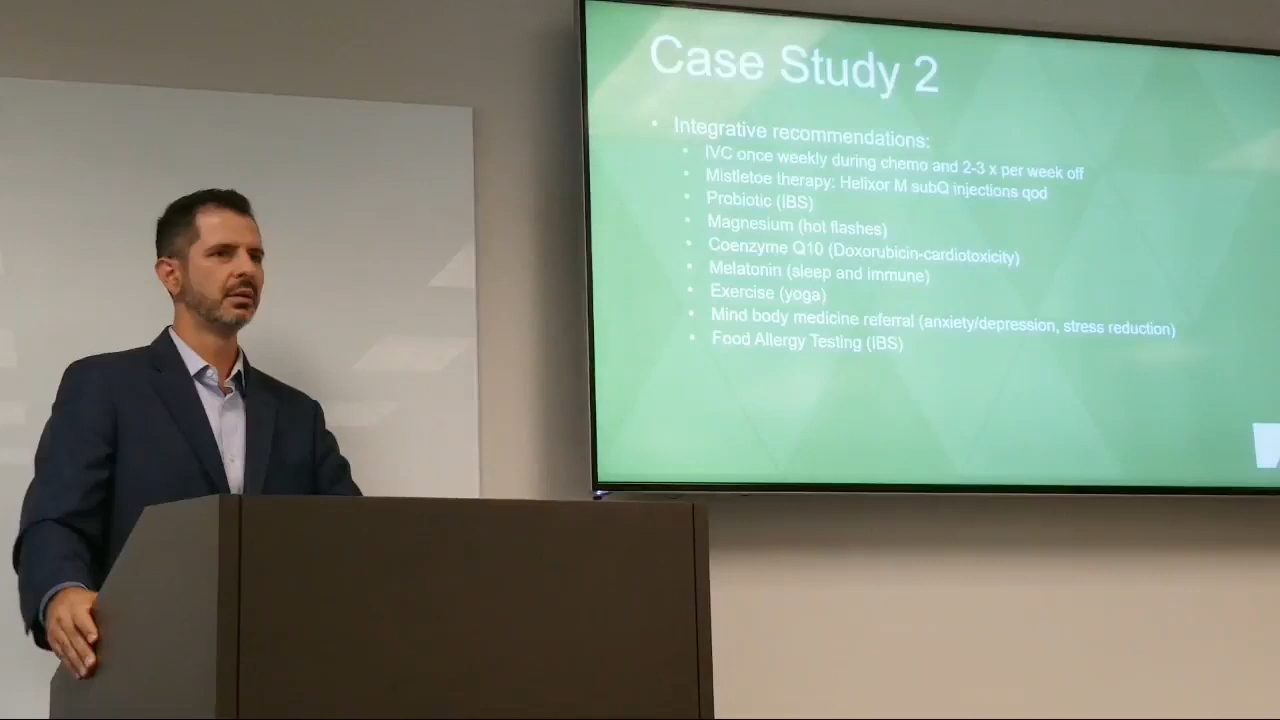 Case Study 2
• Integrative recommendations:
• IVC once weekly during chemo and 2-3 x per week off
• Mistletoe therapy: Helixor M subQ injections qod
• Probiotic (IBS)
• Magnesium (hot flashes)
• Coenzyme Q10 (Doxorubicin-cardiotoxicity)
• Melatonin (sleep and immune)
• Exercise (yoga)
• Mind body medicine referral (anxiety/depression, stress reduction)
• Food Allergy Testing (IBS)